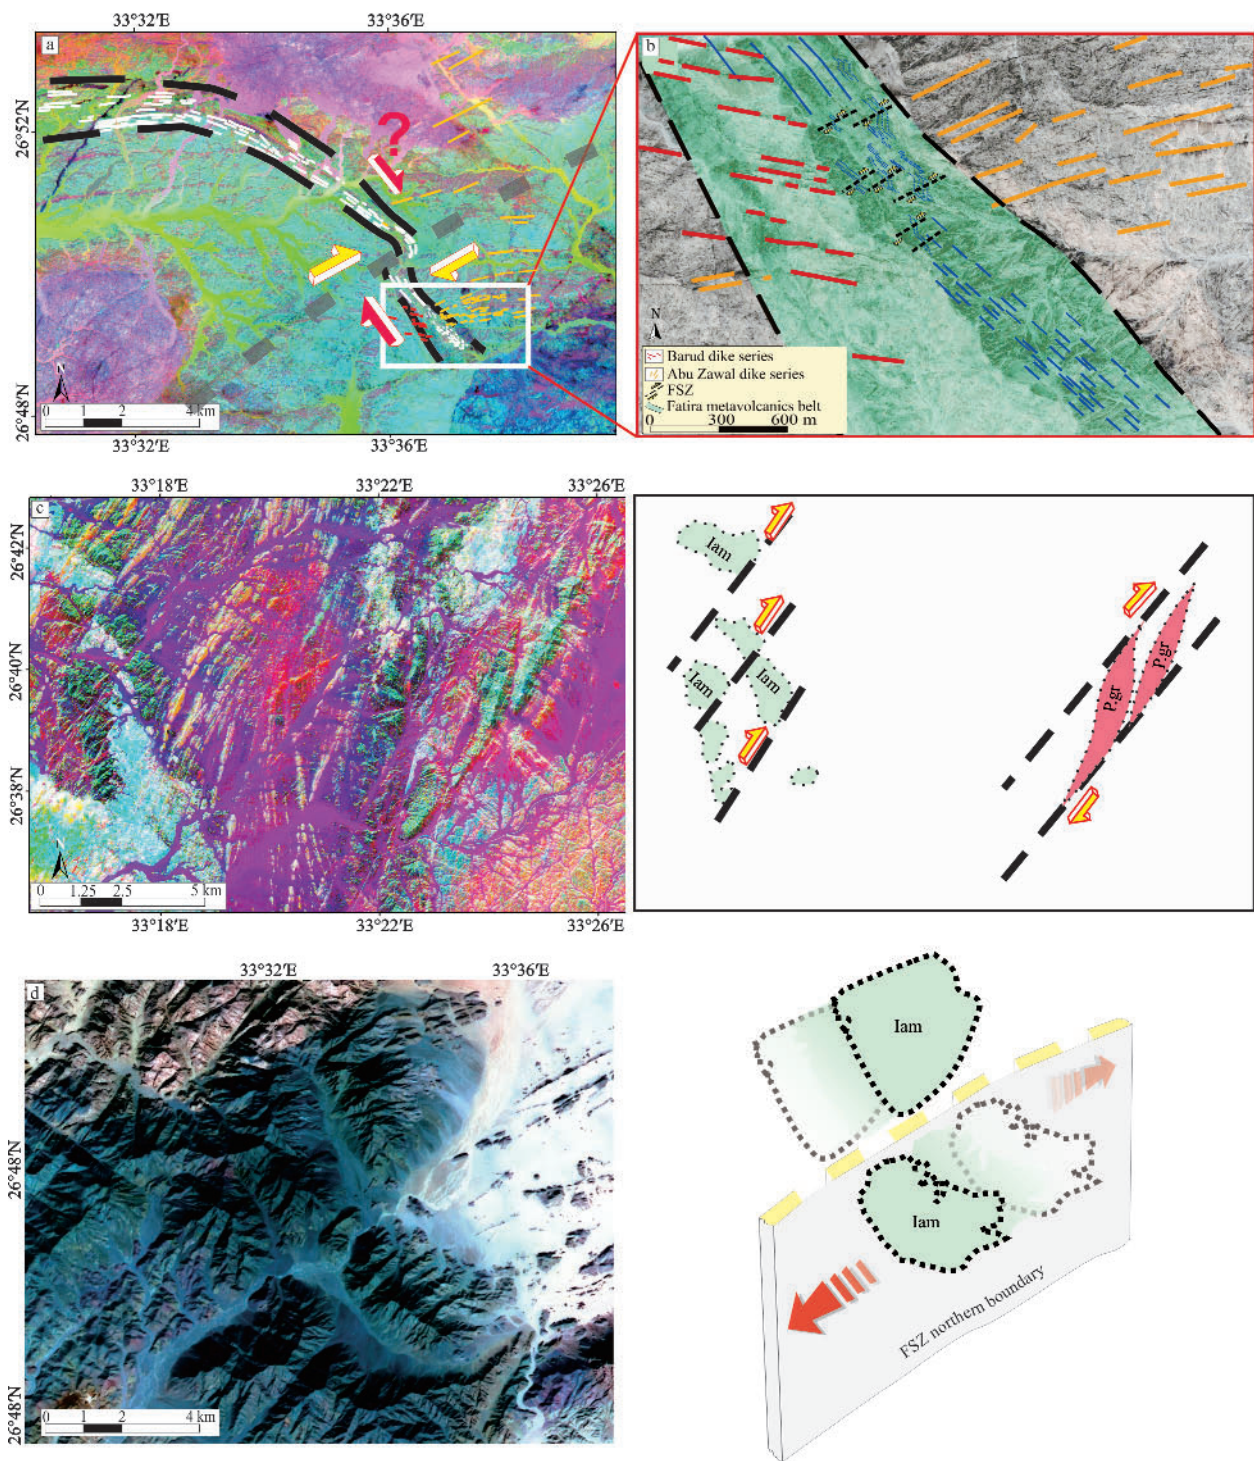 33°32'E 33°36'E
a
?
26°52'N
26°48'N
N
0 1 2 4 km
33°32'E 33°36'E
b
N
Barud dike series
Abu Zawal dike series
FSZ
Fatira metavolcanics belt
0 300 600 m
33°18'E 33°22'E 33°26'E
c
26°42'N
26°40'N
26°38'N
N
0 1.25 2.5 5 km
33°18'E 33°22'E 33°26'E
Iam
Iam
Iam
P.gr
P.gr
33°32'E 33°36'E
d
26°48'N
26°48'N
N
0 1 2 4 km
Iam
Iam
FSZ northern boundary